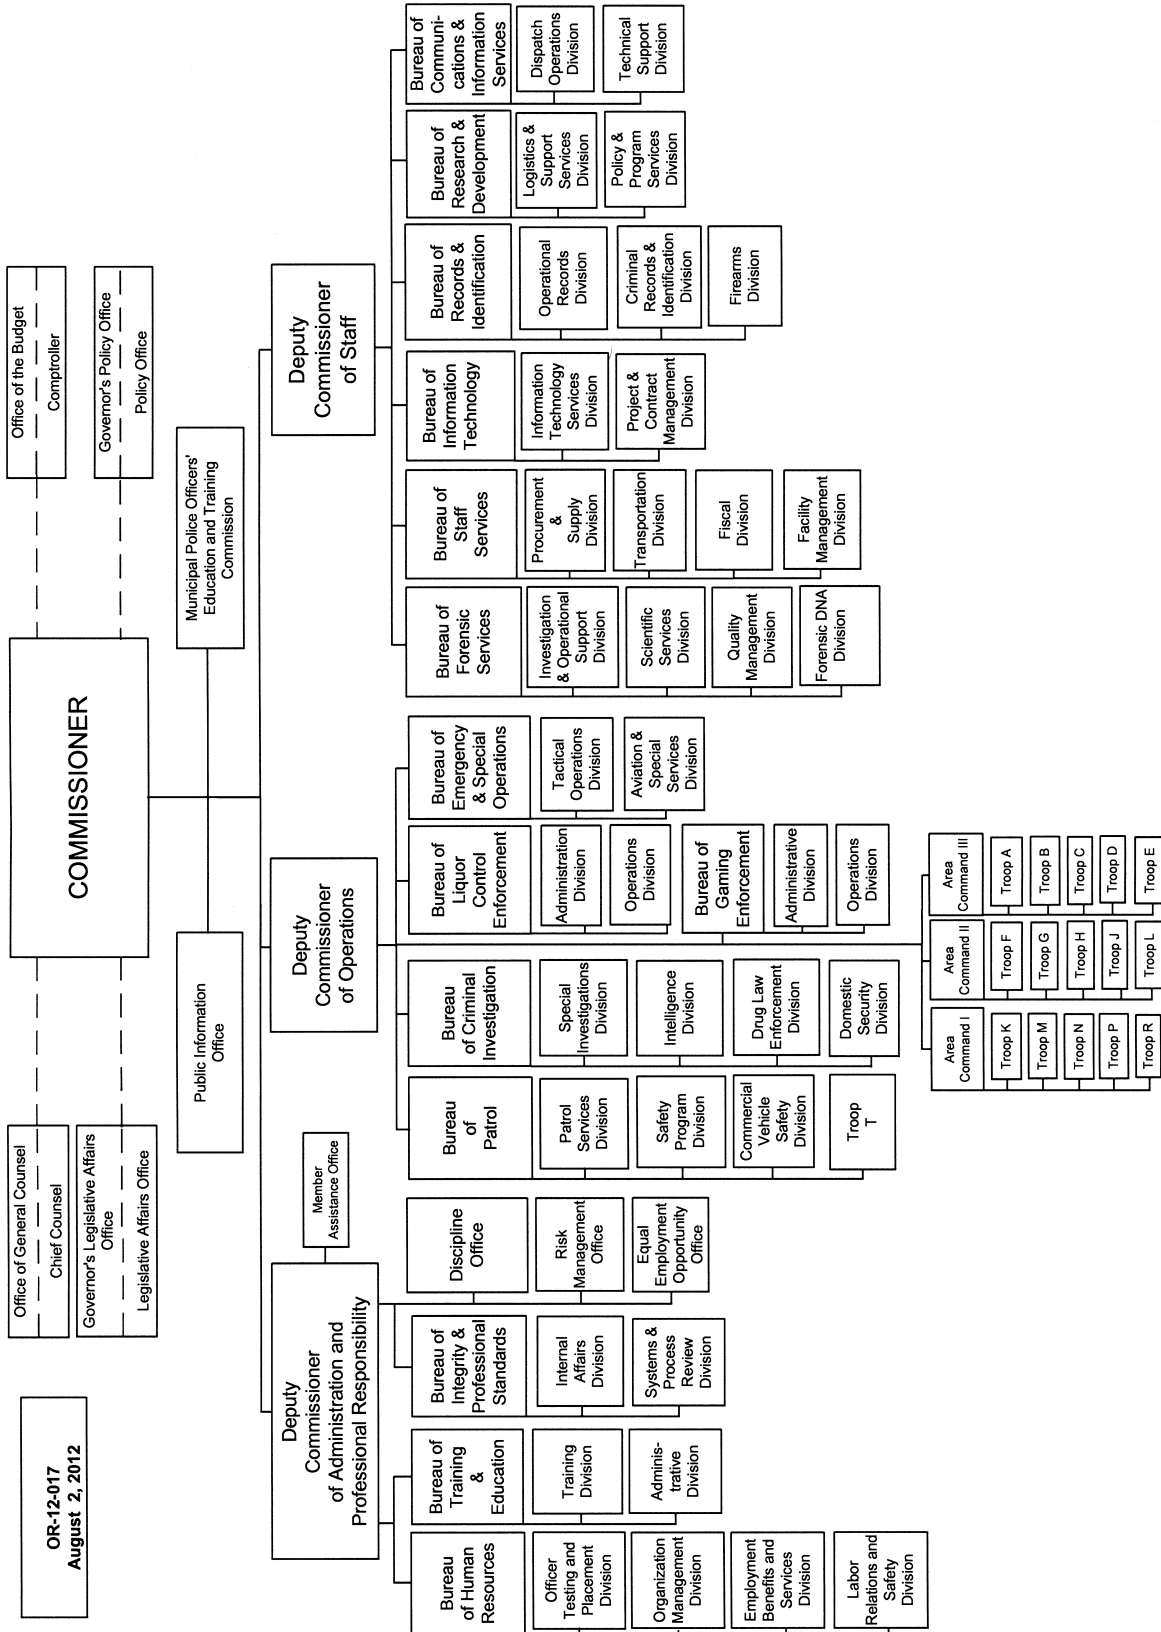 OR-12-017
August 2, 2012
Office of General Counsel
Chief Counsel
Governor's Legislative Affairs
Office
Legislative Affairs Office
COMMISSIONER
Office of the Budget
Comptroller
Governor's Policy Office
Policy Office
Public Information
Office
Municipal Police Officers'
Education and Training
Commission
Deputy
Commissioner
of Administration and
Professional Responsibility
Member
Assistance Office
Deputy
Commissioner
of Operations
Deputy
Commissioner
of Staff
Bureau
of Human
Resources
Officer
Testing and
Placement
Division
Organization
Management
Division
Employment
Benefits and
Services
Division
Labor
Relations and
Safety
Division
Bureau of
Training
&
Education
Training
Division
Adminis-
trative
Division
Bureau of
Integrity &
Professional
Standards
Internal
Affairs
Division
Systems &
Process
Review
Division
Discipline
Office
Risk
Management
Office
Equal
Employment
Opportunity
Office
Bureau
of
Patrol
Patrol
Services
Division
Safety
Program
Division
Commercial
Vehicle
Safety
Division
Troop
T
Bureau
of Criminal
Investigation
Special
Investigations
Division
Intelligence
Division
Drug Law
Enforcement
Division
Domestic
Security
Division
Bureau of
Liquor
Control
Enforcement
Administration
Division
Operations
Division
Bureau of
Gaming
Enforcement
Administrative
Division
Operations
Division
Bureau of
Emergency
& Special
Operations
Tactical
Operations
Division
Aviation &
Special
Services
Division
Area
Command I
Troop K
Troop M
Troop N
Troop P
Troop R
Area
Command II
Troop F
Troop G
Troop H
Troop J
Troop L
Area
Command III
Troop A
Troop B
Troop C
Troop D
Troop E
Bureau of
Forensic
Services
Investigation
& Operational
Support
Division
Scientific
Services
Division
Quality
Management
Division
Forensic DNA
Division
Bureau of
Staff
Services
Procurement
&
Supply
Division
Transportation
Division
Fiscal
Division
Facility
Management
Division
Bureau of
Information
Technology
Information
Technology
Services
Division
Project &
Contract
Management
Division
Bureau of
Records &
Identification
Operational
Records
Division
Criminal
Records &
Identification
Division
Firearms
Division
Bureau of
Research &
Development
Logistics &
Support
Services
Division
Policy &
Program
Services
Division
Bureau of
Communi-
cations &
Information
Services
Dispatch
Operations
Division
Technical
Support
Division